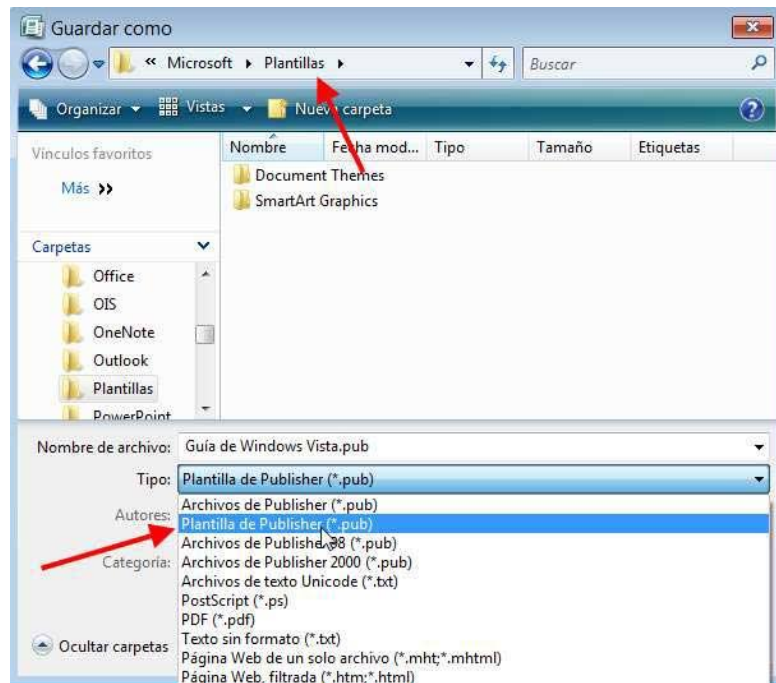 Guardar como
« Microsoft Plantillas Buscar
Organizar Vistas Nueva carpeta
Vínculos favoritos
Más »
Nombre Fecha mod... Tipo Tamaño Etiquetas
Document Themes
SmartArt Graphics
Carpetas
Office
OIS
OneNote
Outlook
Plantillas
PowerPoint
Nombre de archivo: Guía de Windows Vista.pub
Tipo: Plantilla de Publisher (*.pub)
Autores:
Categoría:
Archivos de Publisher (*.pub)
Plantilla de Publisher (*.pub)
Archivos de Publisher 98 (*.pub)
Archivos de Publisher 2000 (*.pub)
Archivos de texto Unicode (*.txt)
PostScript (*.ps)
PDF (*.pdf)
Texto sin formato (*.txt)
Página Web de un solo archivo (*.mht;*.mhtml)
Página Web, filtrada (*.htm;*.html)
Ocultar carpetas